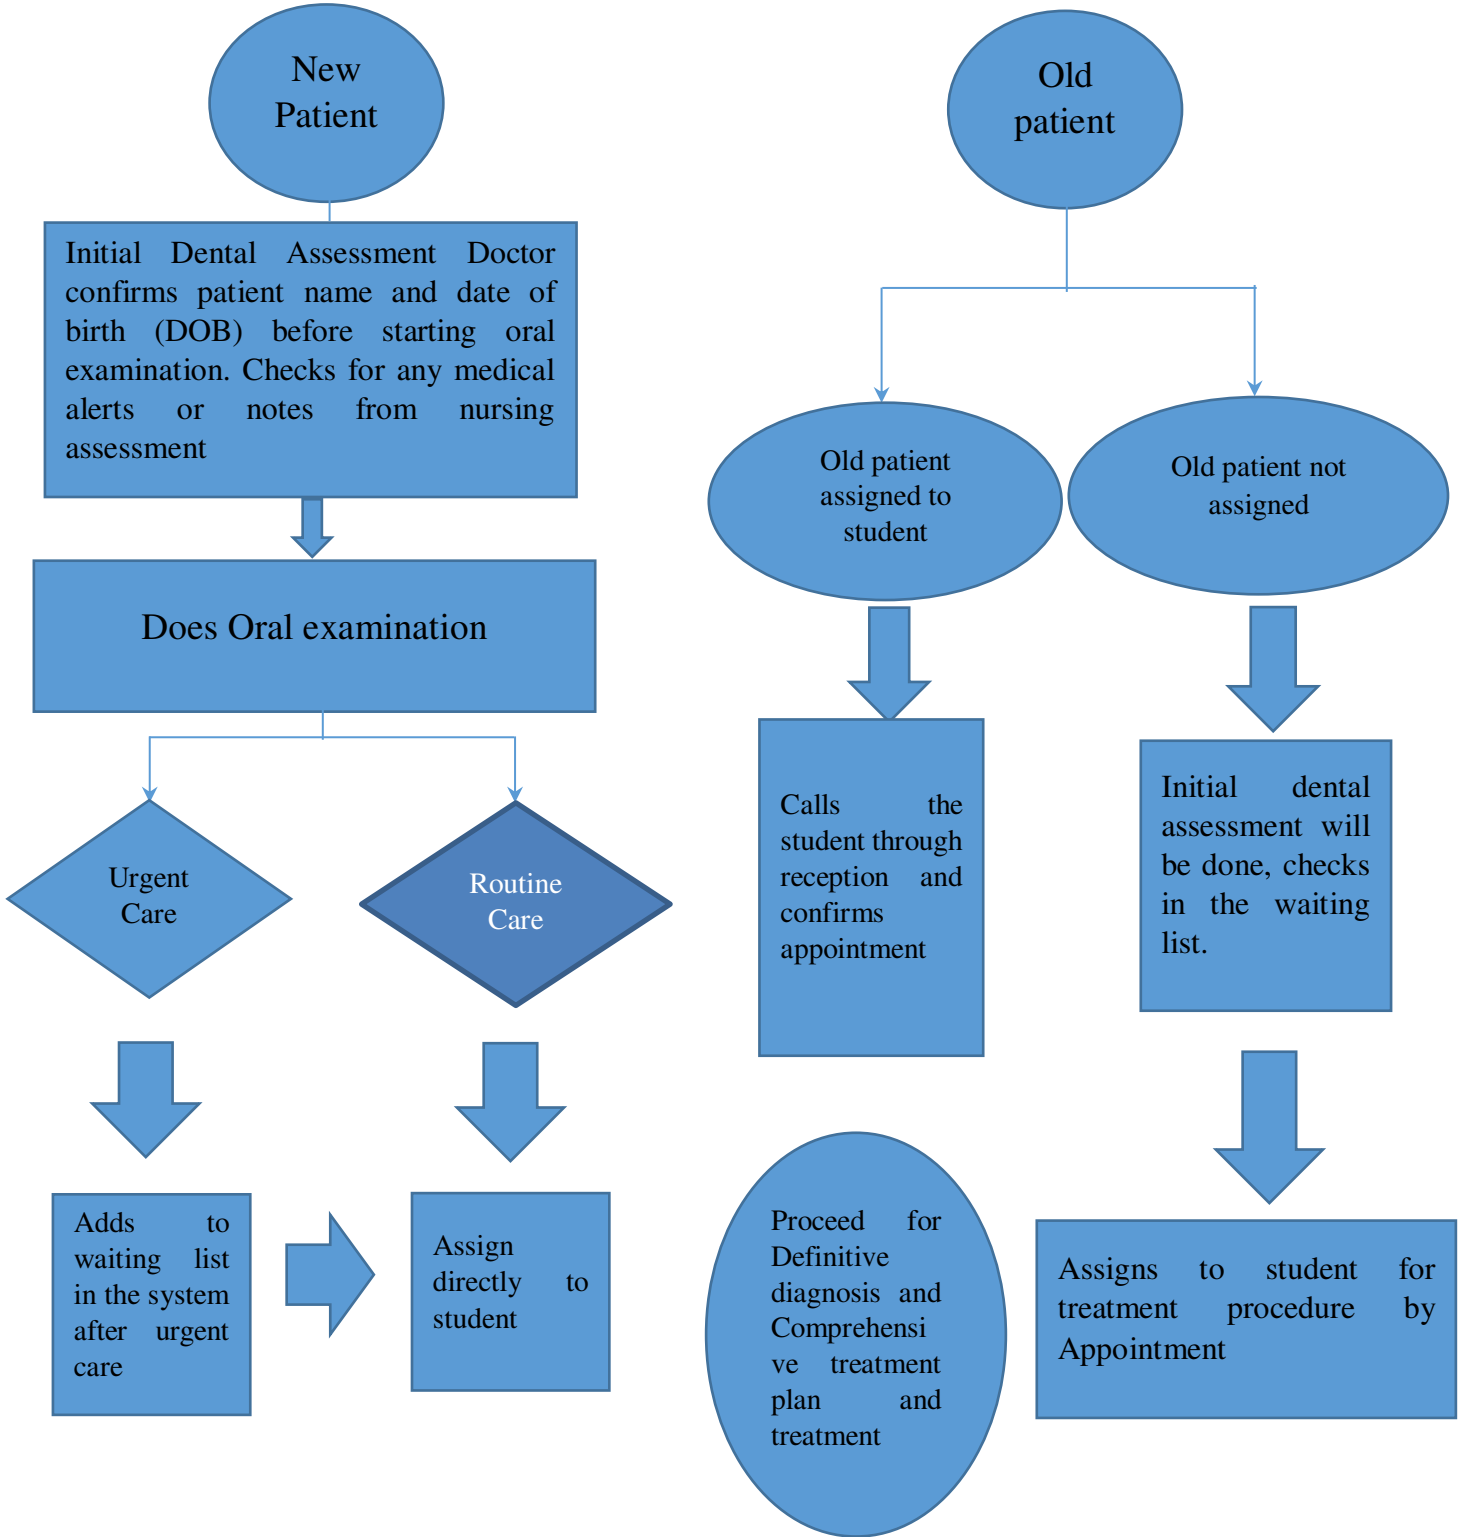 New
Patient
Initial Dental Assessment Doctor
confirms patient name and date of
birth (DOB) before starting oral
examination. Checks for any medical
alerts or notes from nursing
assessment
Does Oral examination
Urgent
Care
Routine
Care
Adds to
waiting list
in the system
after urgent
care
Assign
directly to
student
Old
patient
Old patient
assigned to
student
Old patient not
assigned
Calls the
student through
reception and
confirms
appointment
Initial dental
assessment will
be done, checks
in the waiting
list.
Proceed for
Definitive
diagnosis and
Comprehensi
ve treatment
plan and
treatment
Assigns to student for
treatment procedure by
Appointment